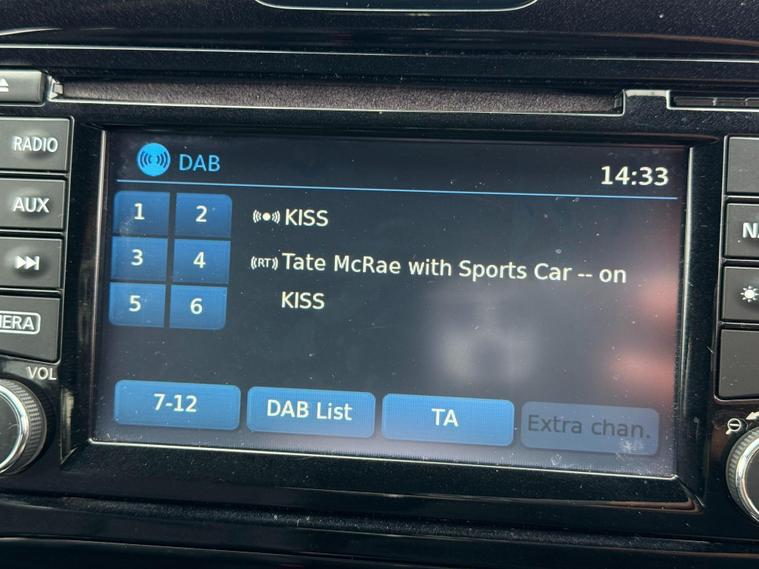 RADIO
AUX
VOL
DAB
14:33
1 2
3 4
5 6
KISS
(RT) Tate McRae with Sports Car -- on
KISS
7-12
DAB List
TA
Extra chan.